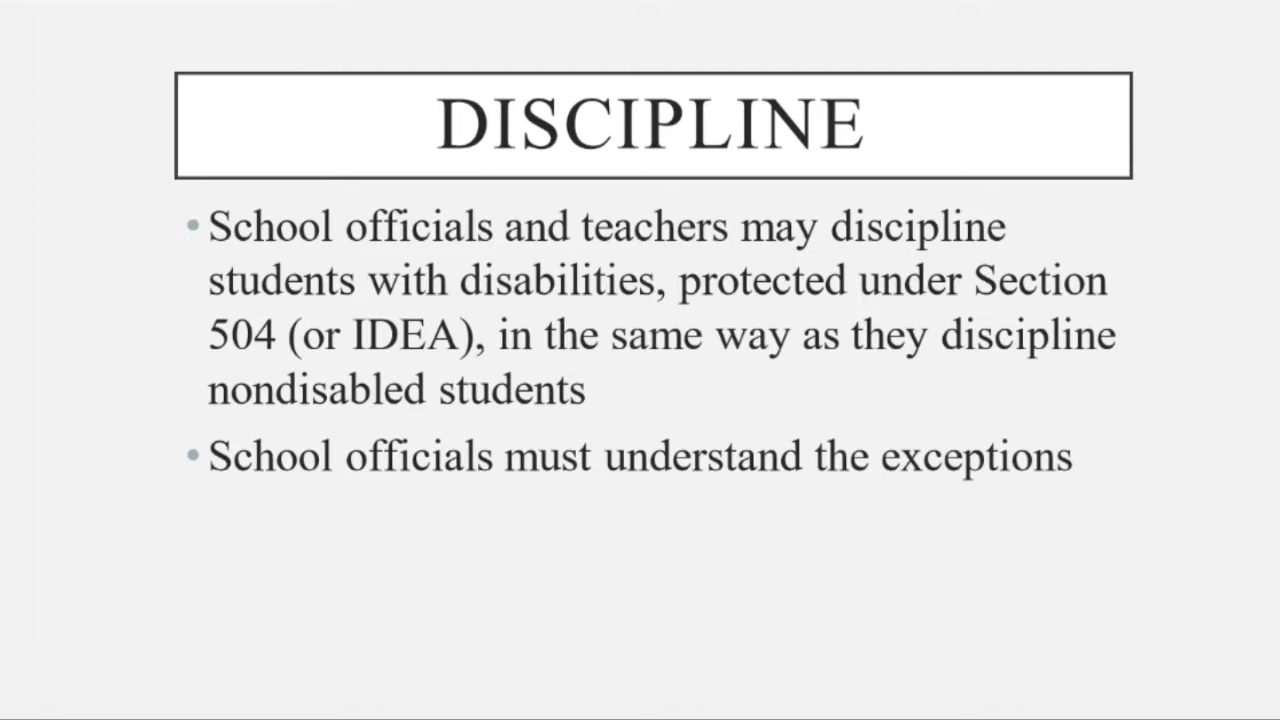 DISCIPLINE
• School officials and teachers may discipline
students with disabilities, protected under Section
504 (or IDEA), in the same way as they discipline
nondisabled students
• School officials must understand the exceptions